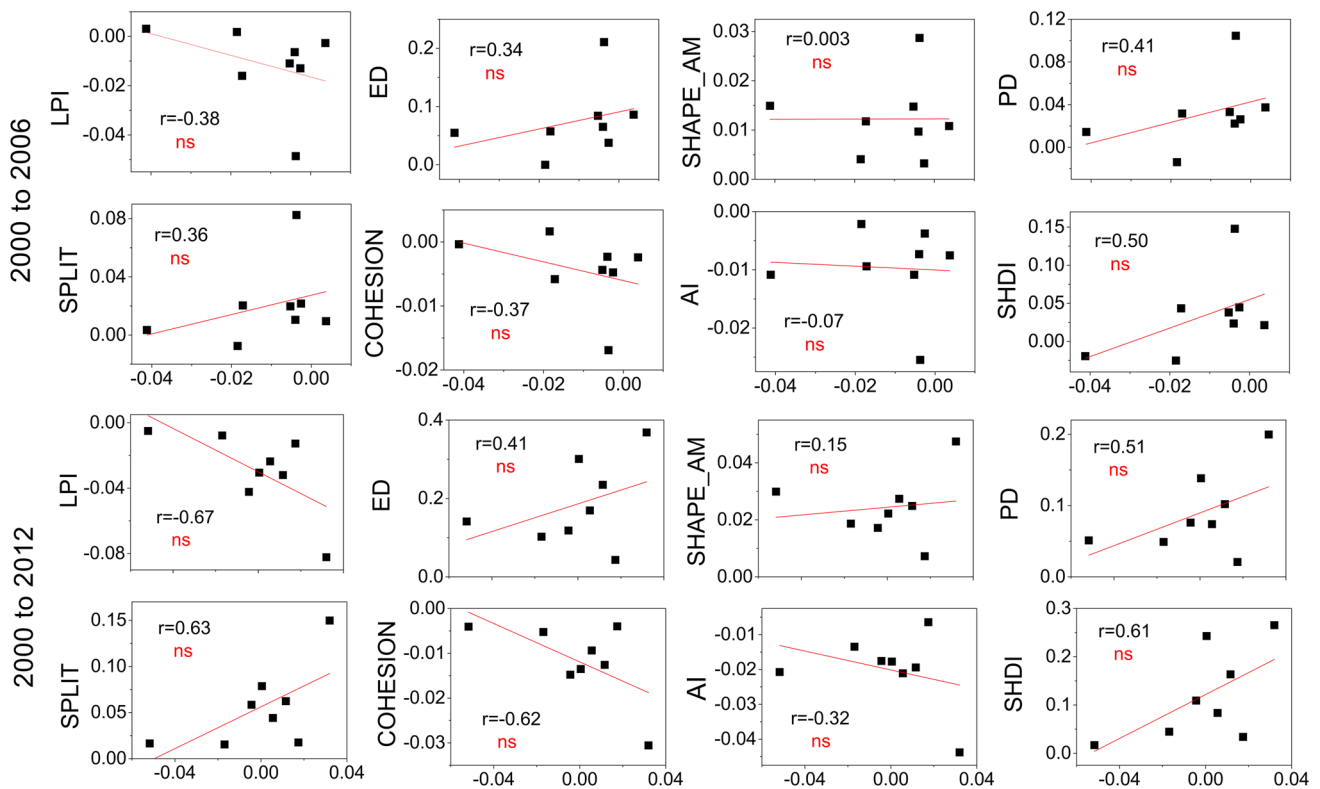 2000 to 2006
LPI
0.00
-0.02
-0.04
r=-0.38
ns
ED
0.2
0.1
0.0
r=0.34
ns
SHAPE_AM
0.03
0.02
0.01
0.00
r=0.003
ns
PD
0.12
0.08
0.04
0.00
r=0.41
ns
SPLIT
0.08
0.04
0.00
r=0.36
ns
-0.04
-0.02
0.00
COHESION
0.00
-0.01
-0.02
r=-0.37
ns
-0.04
-0.02
0.00
AI
0.00
-0.01
-0.02
r=-0.07
ns
-0.04
-0.02
0.00
SHDI
0.15
0.10
0.05
0.00
r=0.50
ns
-0.04
-0.02
0.00
2000 to 2012
LPI
0.00
-0.04
-0.08
r=-0.67
ns
ED
0.4
0.2
0.0
r=0.41
ns
SHAPE_AM
0.04
0.02
0.00
r=0.15
ns
PD
0.2
0.1
0.0
r=0.51
ns
SPLIT
0.15
0.10
0.05
0.00
r=0.63
ns
-0.04
0.00
0.04
COHESION
0.00
-0.01
-0.02
-0.03
r=-0.62
ns
-0.04
0.00
0.04
AI
-0.01
-0.02
-0.03
-0.04
r=-0.32
ns
-0.04
0.00
0.04
SHDI
0.3
0.2
0.1
0.0
r=0.61
ns
-0.04
0.00
0.04